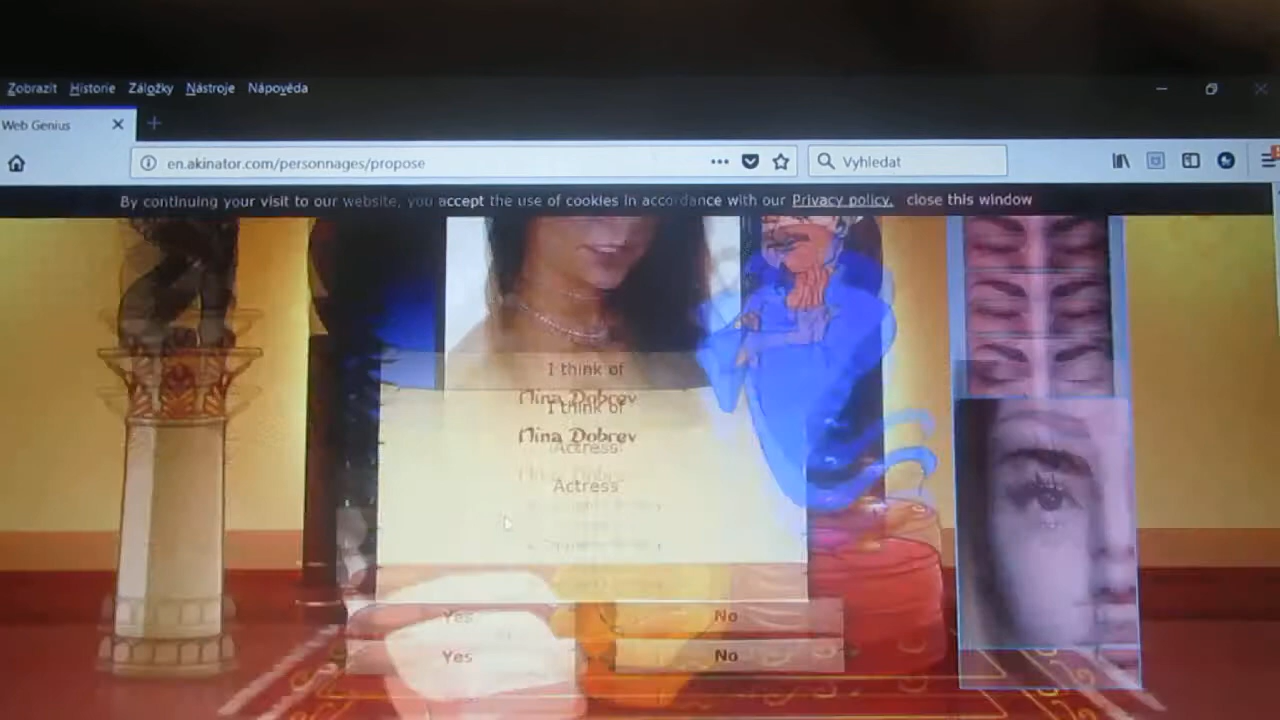 Zobrazit Historie Záložky Nástroje Nápověda
Web Genius
en.akinator.com/personnages/propose
Vyhledat
By continuing your visit to our website, you accept the use of cookies in accordance with our Privacy policy. close this window
I think of
Nina Dobrev
I think of
Nina Dobrev
Actress
Actress
Yes No
Yes No